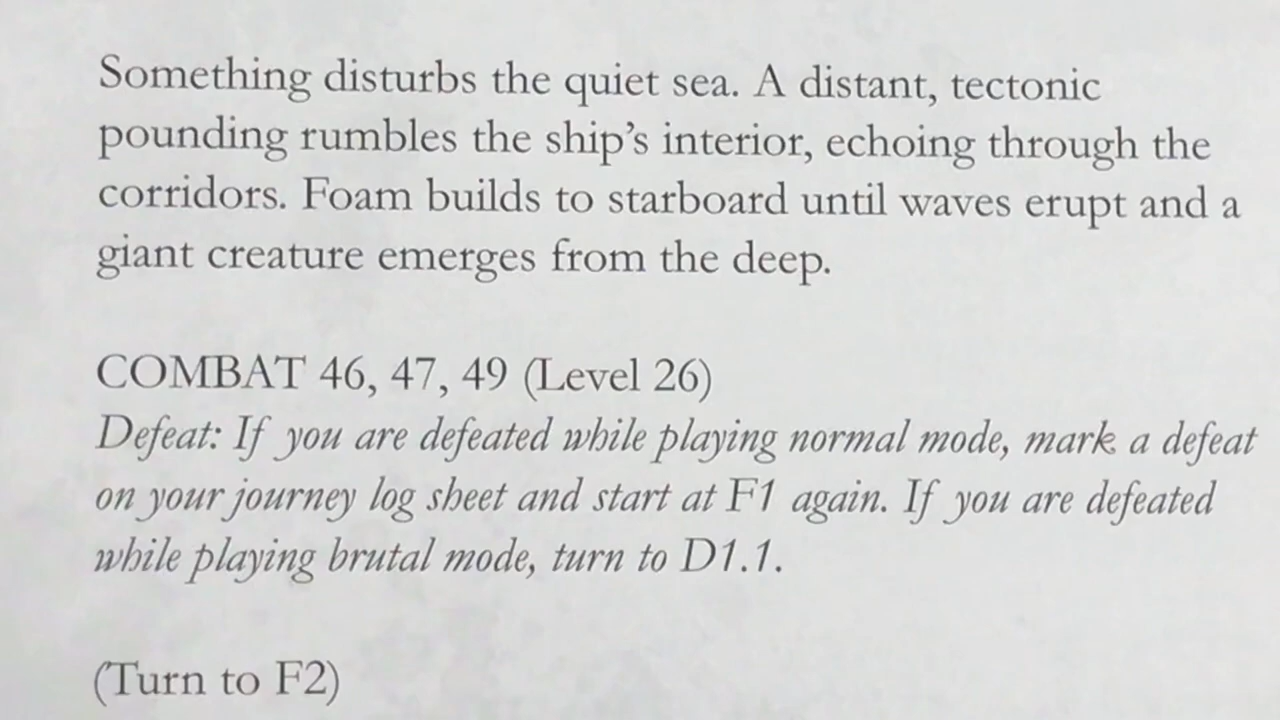 Something disturbs the quiet sea. A distant, tectonic
pounding rumbles the ship’s interior, echoing through the
corridors. Foam builds to starboard until waves erupt and a
giant creature emerges from the deep.
COMBAT 46, 47, 49 (Level 26)
Defeat: If you are defeated while playing normal mode, mark a defeat
on your journey log sheet and start at F1 again. If you are defeated
while playing brutal mode, turn to D1.1.
(Turn to F2)